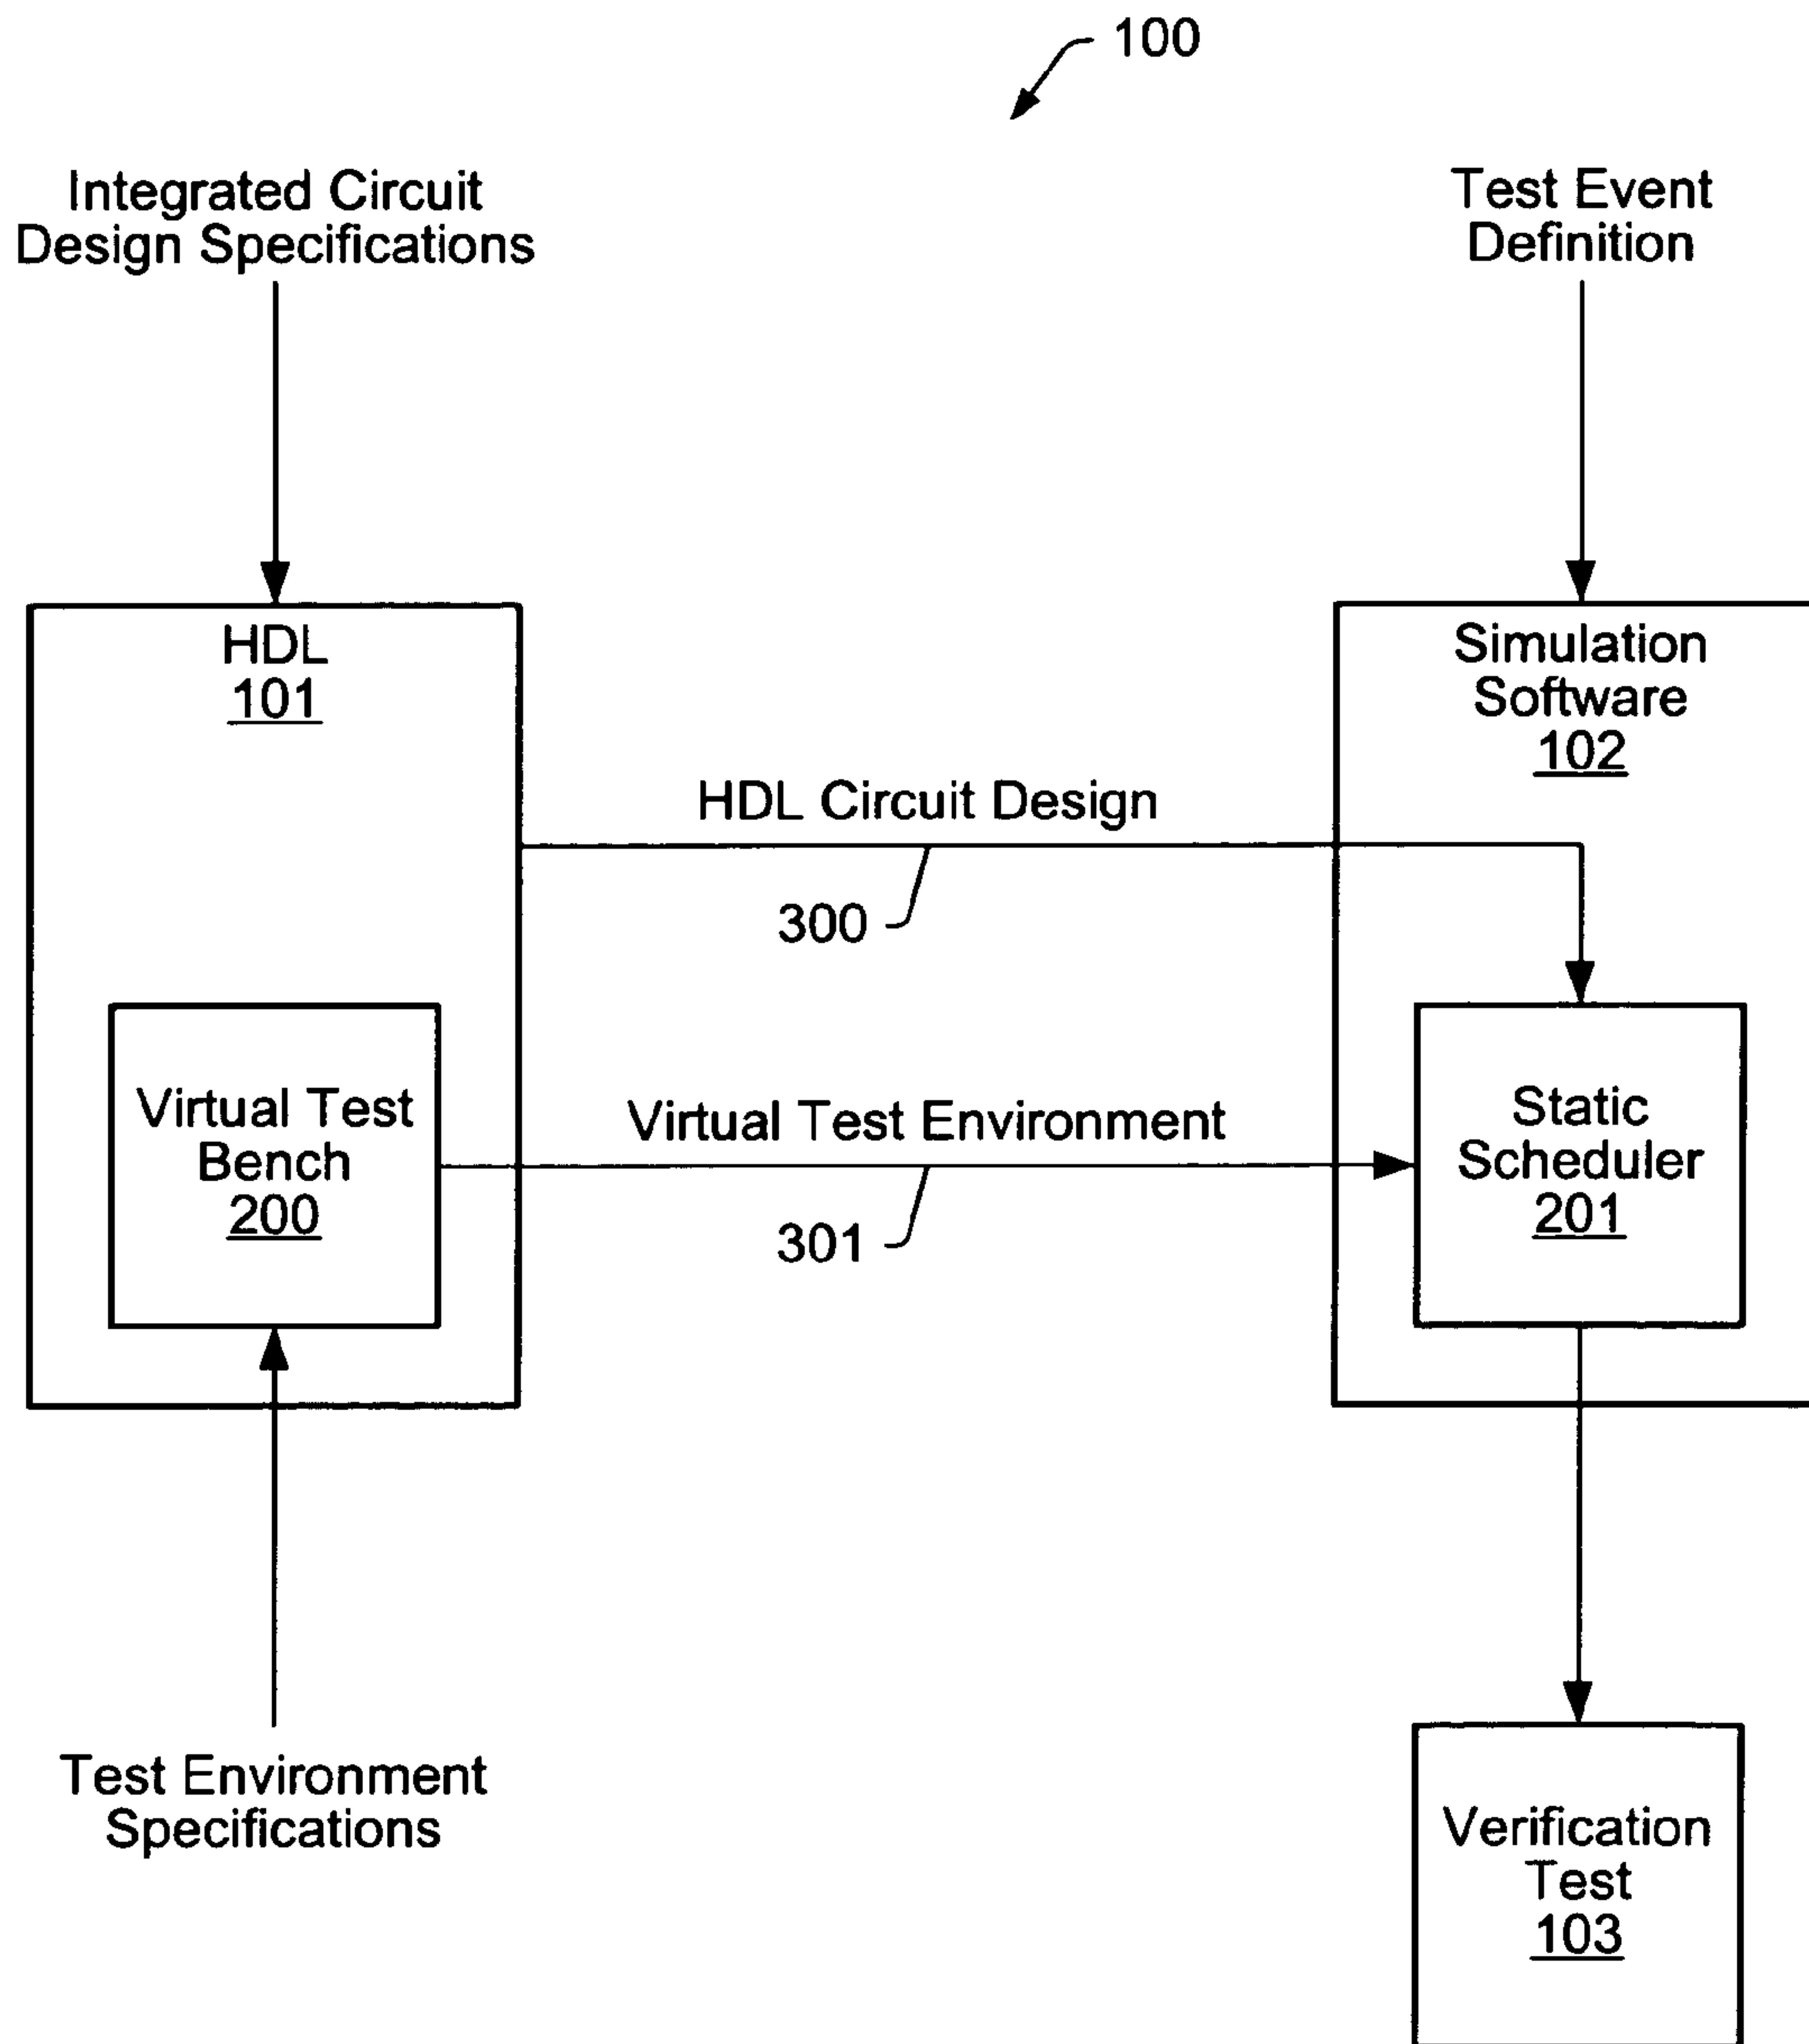 100
Integrated Circuit
Design Specifications
Test Event
Definition
HDL
101
Simulation
Software
102
HDL Circuit Design
300
Virtual Test
Bench
200
Virtual Test Environment
301
Static
Scheduler
201
Test Environment
Specifications
Verification
Test
103